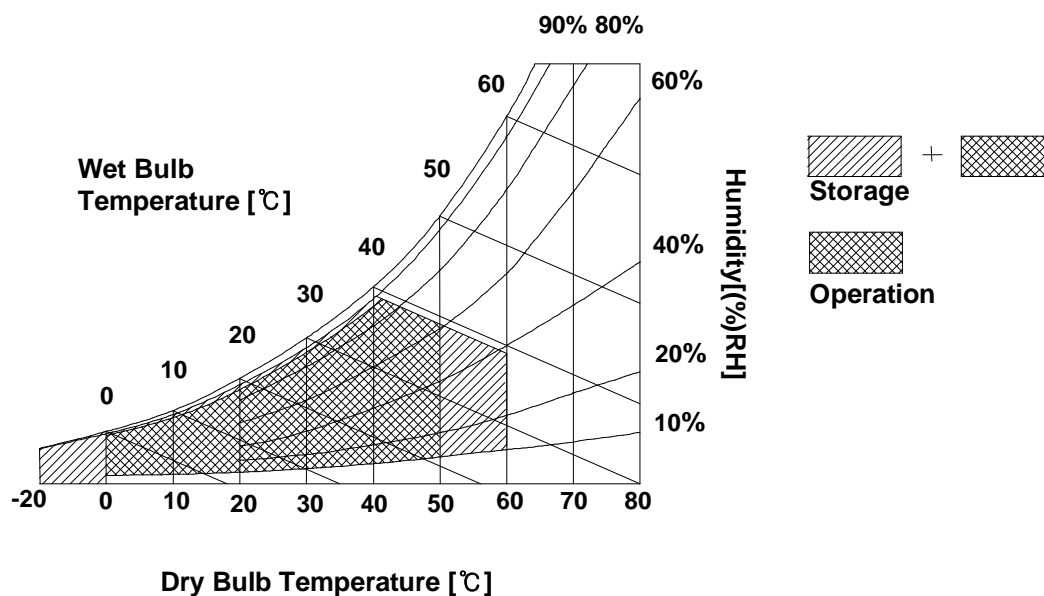 90% 80%
60
60%
50
Wet Bulb
Temperature [℃]
+
Storage
40
40%
30
Humidity[(%)RH]
Operation
20
20%
10
0
10%
-20 0 10 20 30 40 50 60 70 80
Dry Bulb Temperature [℃]